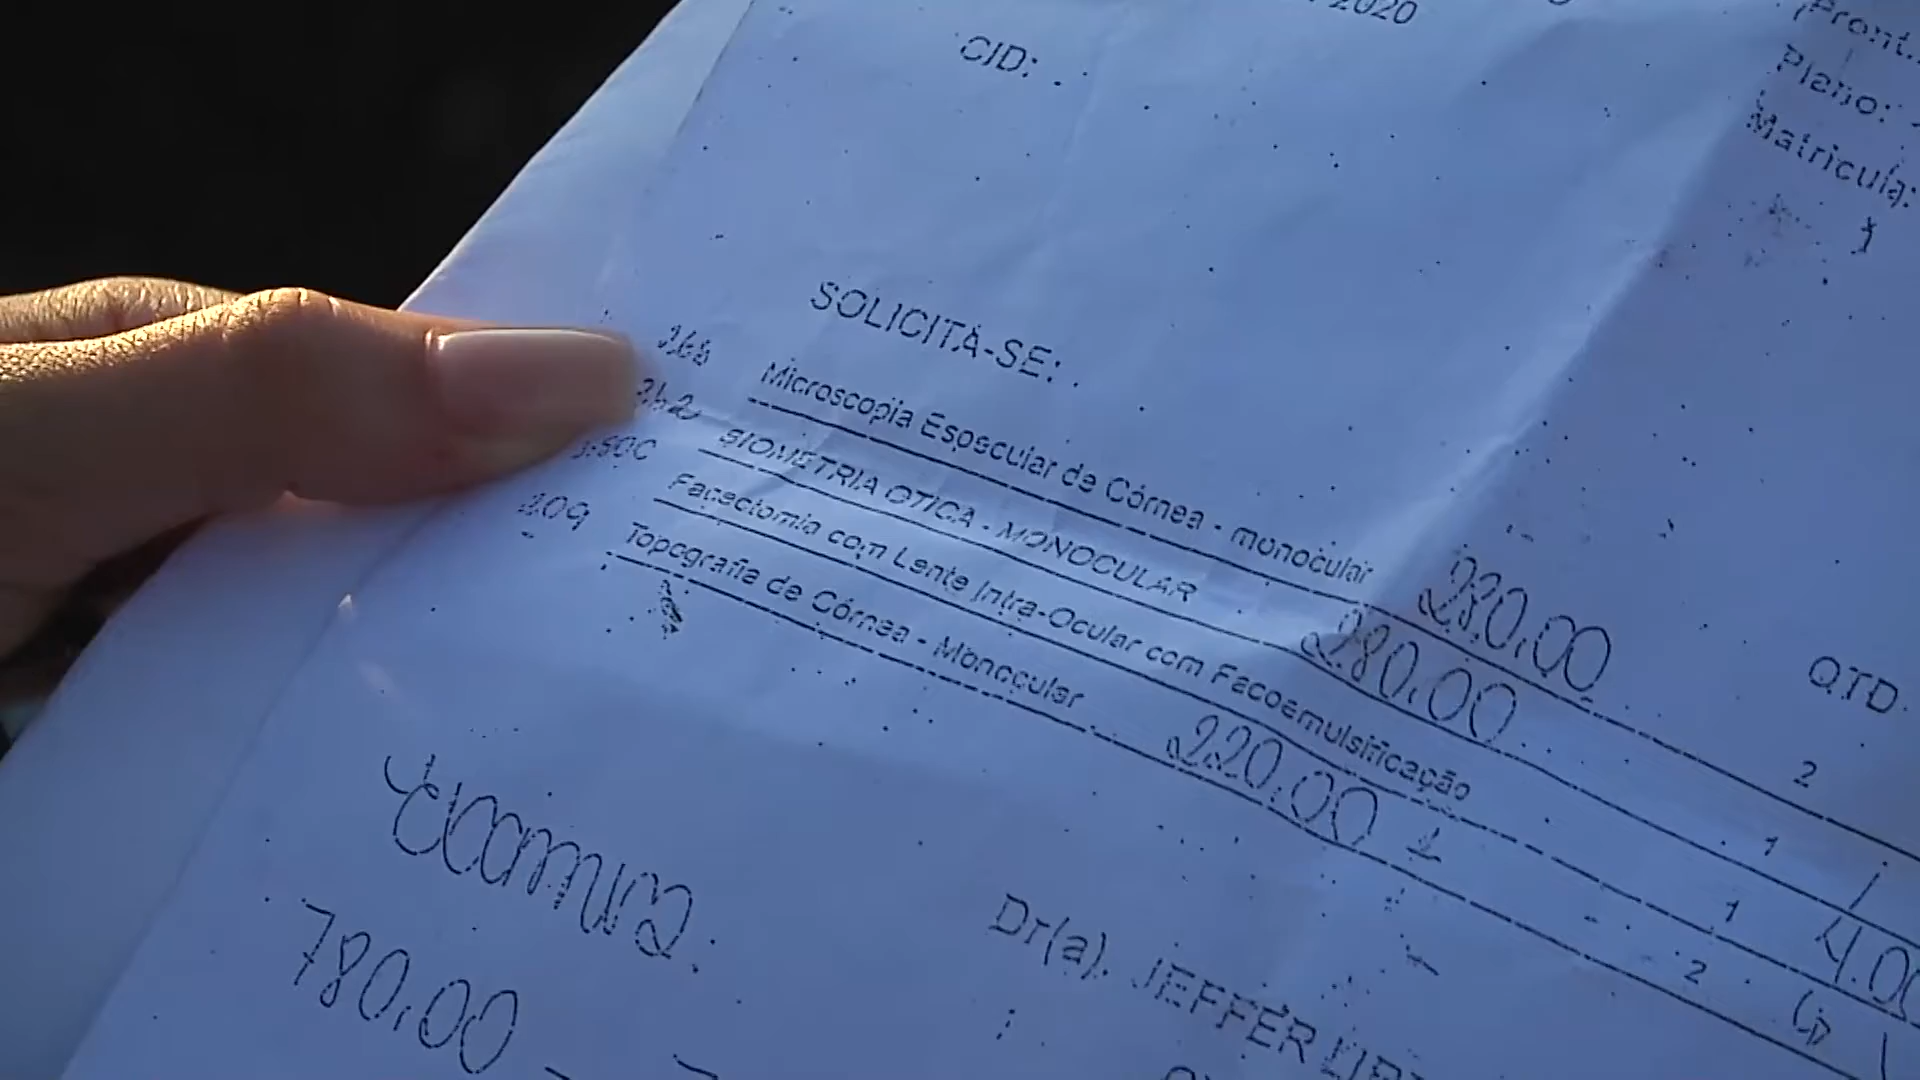 2020
(Pront.
CID: .
Plano:
Matrícula:
SOLICITA-SE: .
Microscopia Especular de Córnea - monocular 280,00 2
BIOMETRIA OTICA - MONOCULAR 280,00 1
Facectomia com Lente Intra-Ocular com Facoemulsificação 1
Topografia de Córnea - Monocular 220,00 2
QTD
209
780,00
Dr(a). JEFFER